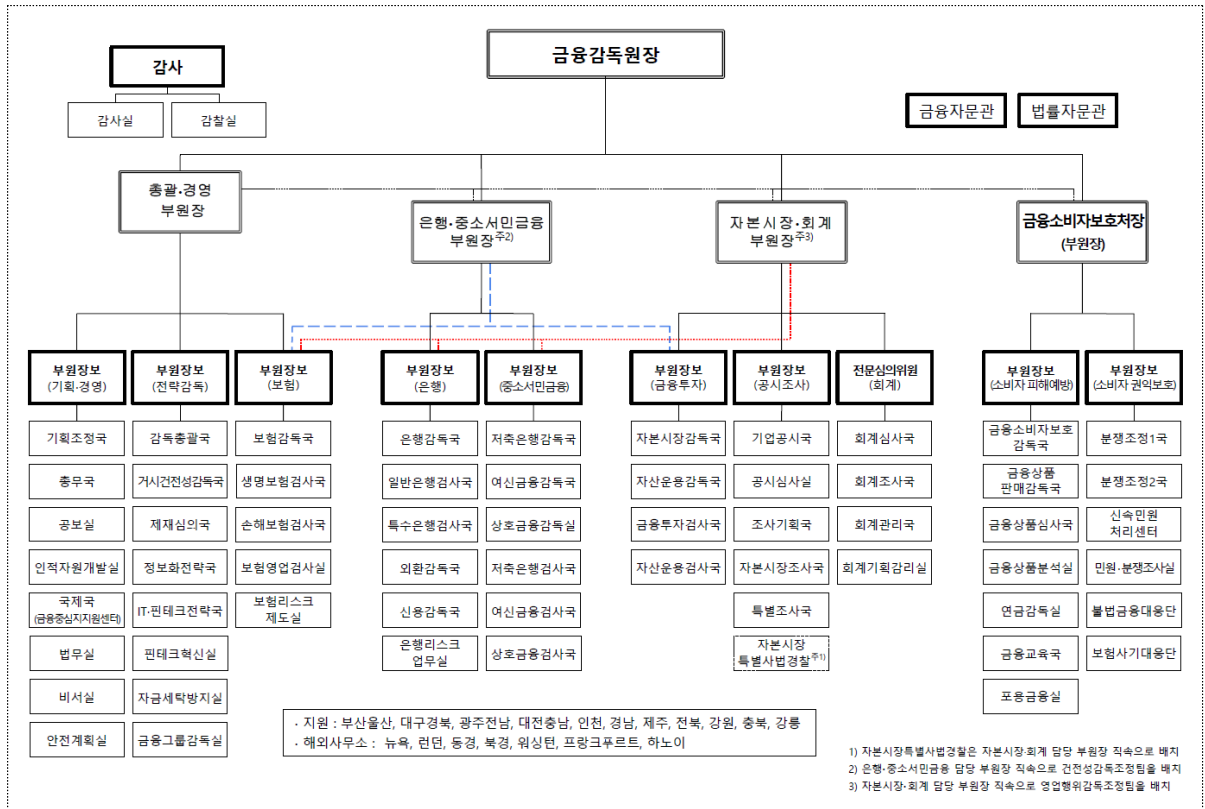 금융감독원장
감사
감사실
감찰실
금융자문관
법률자문관
총괄·경영
부원장
은행·중소서민금융
부원장주2)
자본시장·회계
부원장주3)
금융소비자보호처장
(부원장)
부원장보
(기획·경영)
기획조정국
총무국
공보실
인적자원개발실
국제국
(금융중심지지원센터)
법무실
비서실
안전계획실
부원장보
(전략감독)
감독총괄국
거시건전성감독국
제재심의국
정보화전략국
IT·핀테크전략국
핀테크혁신실
자금세탁방지실
금융그룹감독실
부원장보
(보험)
보험감독국
생명보험검사국
손해보험검사국
보험영업검사실
보험리스크
제도실
부원장보
(은행)
은행감독국
일반은행검사국
특수은행검사국
외환감독국
신용감독국
은행리스크
업무실
부원장보
(중소서민금융)
저축은행감독국
여신금융감독국
상호금융감독실
저축은행검사국
여신금융검사국
상호금융검사국
부원장보
(금융투자)
자본시장감독국
자산운용감독국
금융투자검사국
자산운용검사국
부원장보
(공시조사)
기업공시국
공시심사실
조사기획국
자본시장조사국
특별조사국
자본시장
특별사법경찰주1)
전문심의위원
(회계)
회계심사국
회계조사국
회계관리국
회계기획감리실
부원장보
(소비자 피해예방)
금융소비자보호
감독국
금융상품
판매감독국
금융상품심사국
금융상품분석실
연금감독실
금융교육국
포용금융실
부원장보
(소비자 권익보호)
분쟁조정1국
분쟁조정2국
신속민원
처리센터
민원·분쟁조사실
불법금융대응단
보험사기대응단
· 지원 : 부산울산, 대구경북, 광주전남, 대전충남, 인천, 경남, 제주, 전북, 강원, 충북, 강릉
· 해외사무소 : 뉴욕, 런던, 동경, 북경, 워싱턴, 프랑크푸르트, 하노이
1) 자본시장특별사법경찰은 자본시장·회계 담당 부원장 직속으로 배치
2) 은행·중소서민금융 담당 부원장 직속으로 건전성감독조정팀을 배치
3) 자본시장·회계 담당 부원장 직속으로 영업행위감독조정팀을 배치